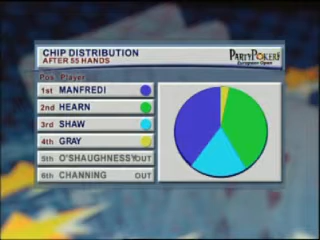 CHIP DISTRIBUTION
AFTER 55 HANDS
PARTYPOKER
European Open
Pos Player
1st MANFREDI
2nd HEARN
3rd SHAW
4th GRAY
5th O'SHAUGHNESSY OUT
6th CHANNING OUT